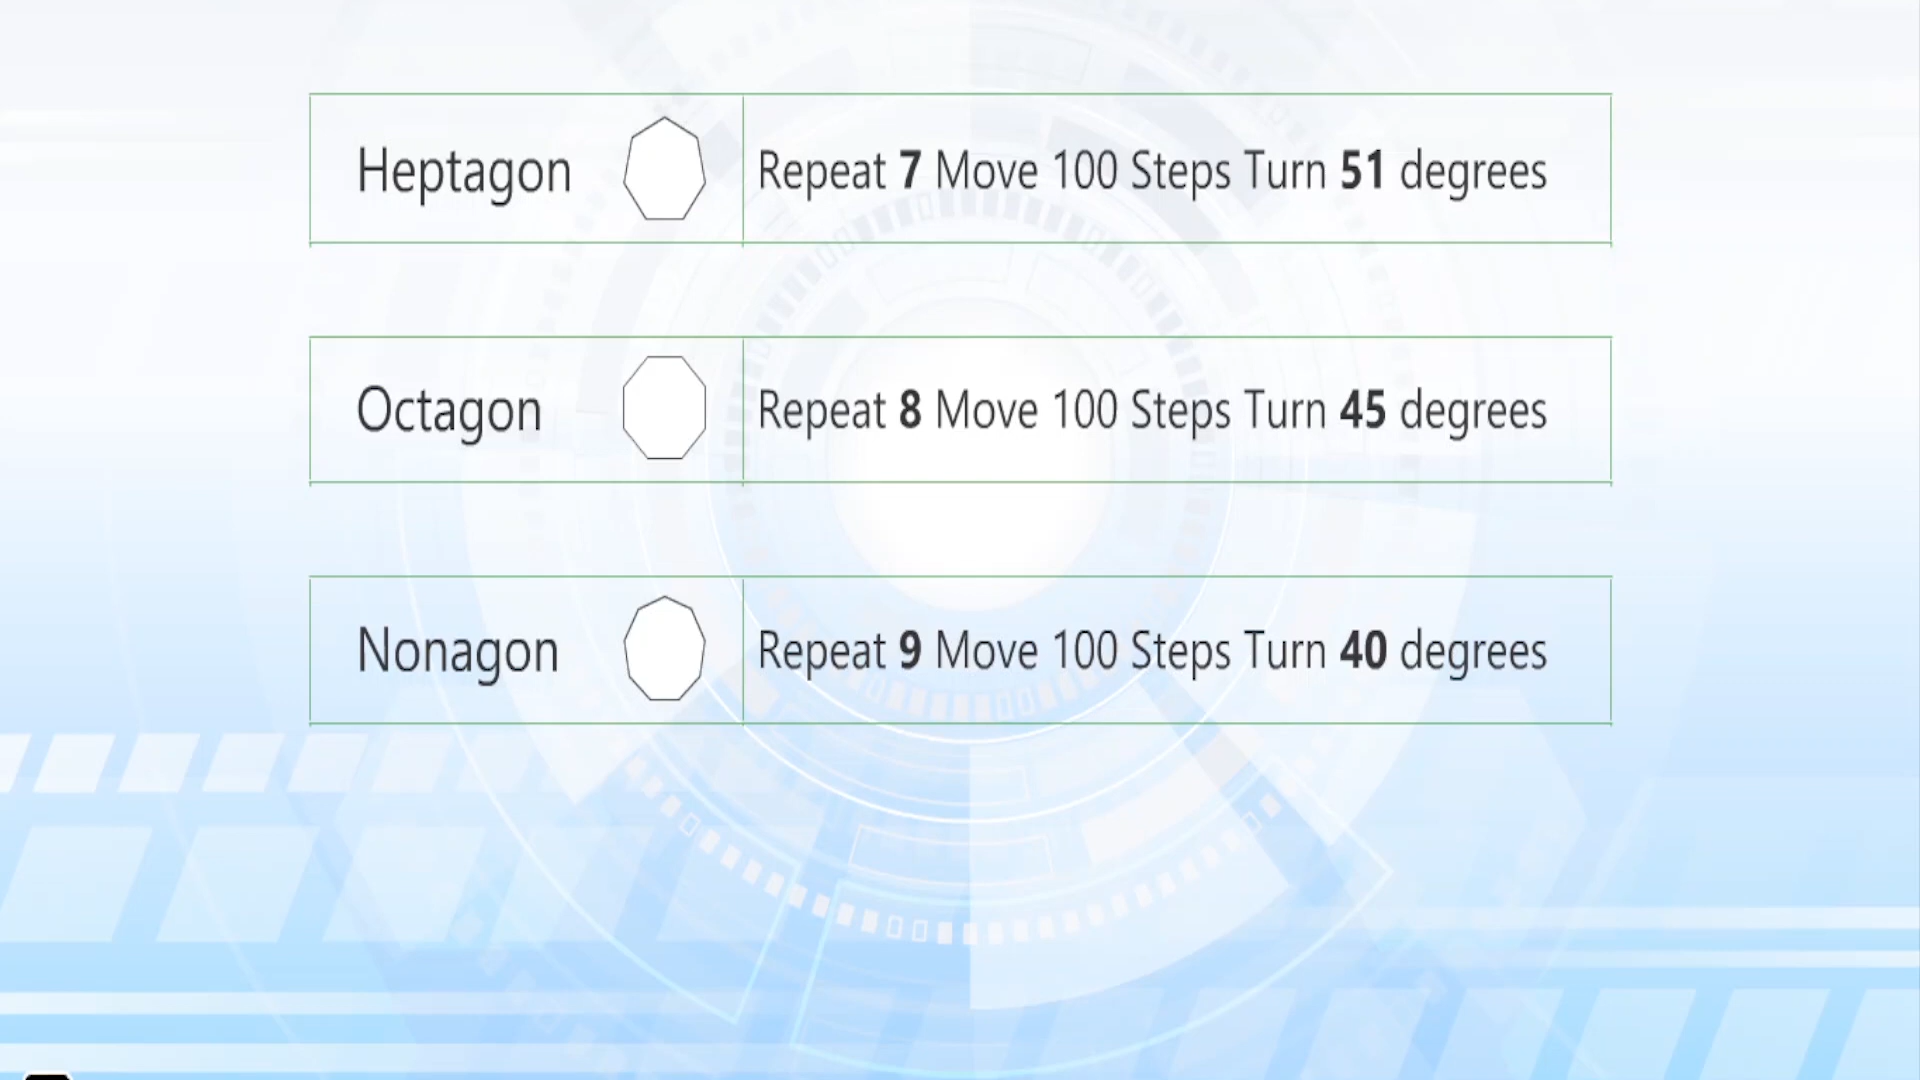 Heptagon Repeat 7 Move 100 Steps Turn 51 degrees
Octagon Repeat 8 Move 100 Steps Turn 45 degrees
Nonagon Repeat 9 Move 100 Steps Turn 40 degrees